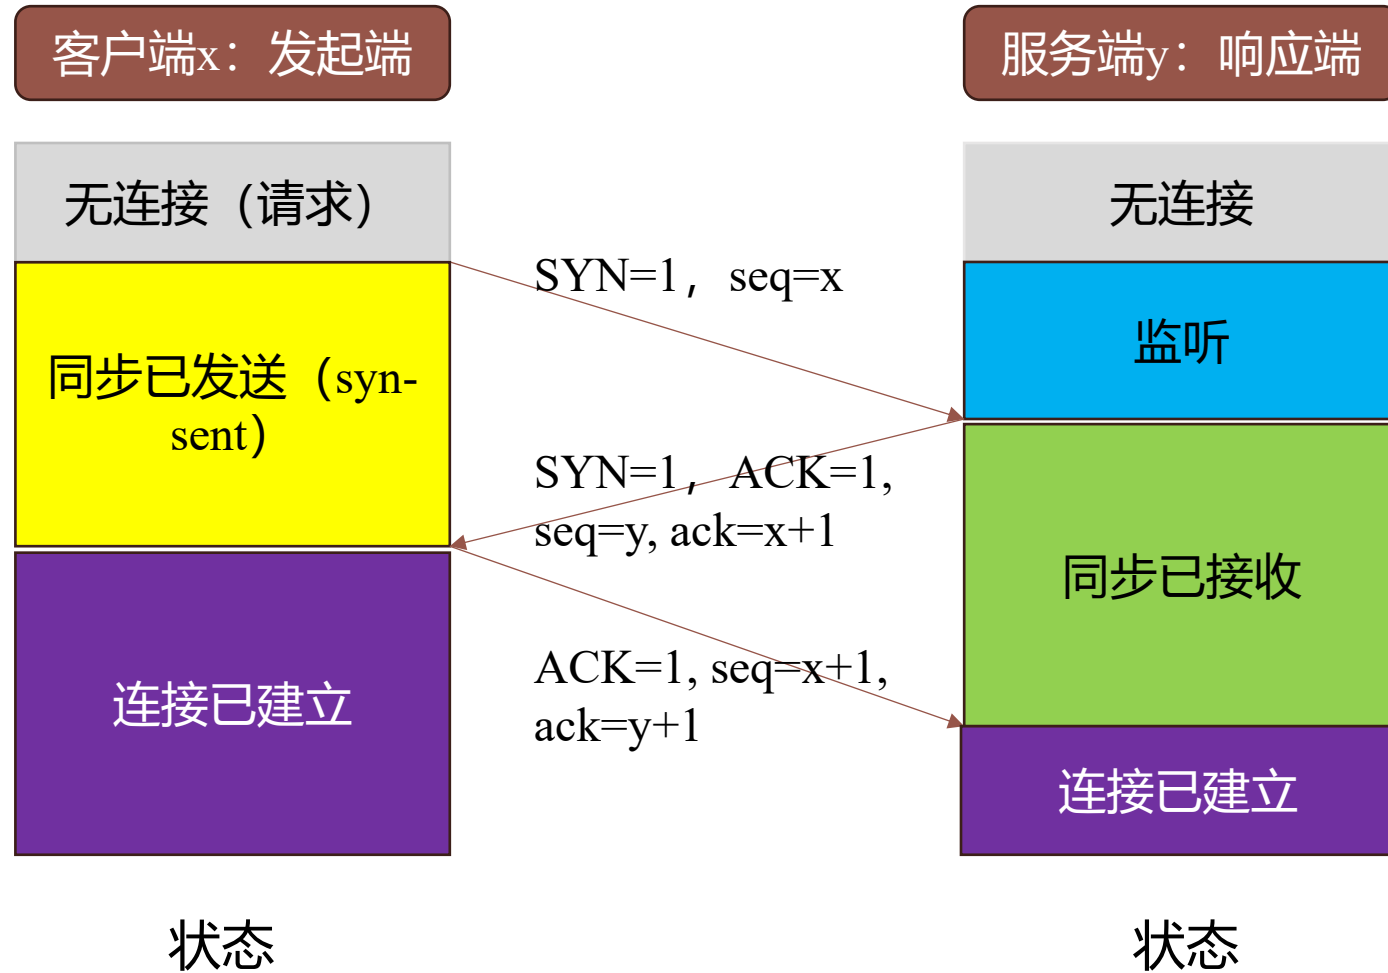 客户端x：发起端
服务端y：响应端
无连接（请求）
无连接
SYN=1，seq=x
监听
同步已发送（syn-
sent）
SYN=1，ACK=1,
seq=y, ack=x+1
同步已接收
ACK=1, seq=x+1,
ack=y+1
连接已建立
连接已建立
状态
状态